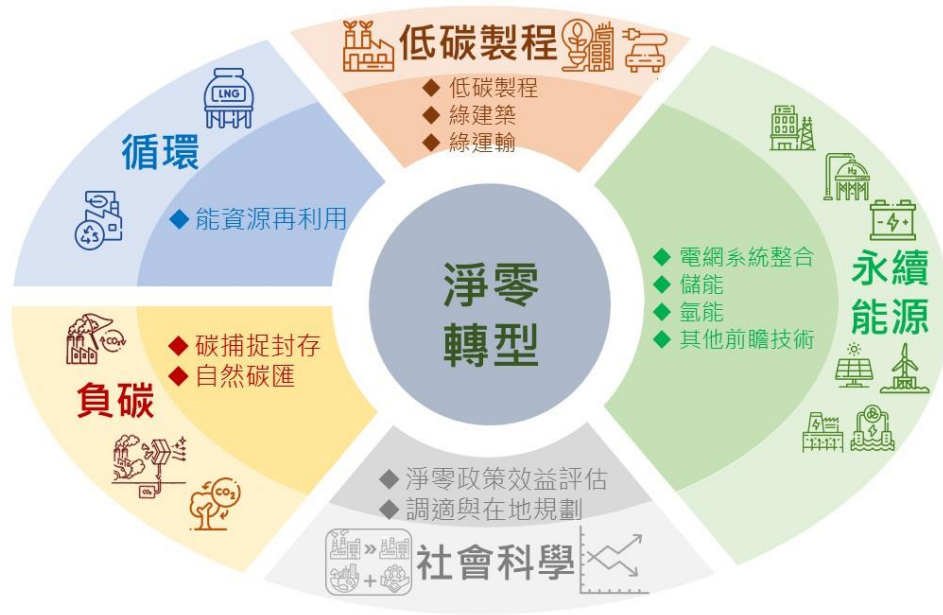 低碳製程
◆ 低碳製程
◆ 綠建築
◆ 綠運輸
LNG
循環
◆ 能資源再利用
淨零
轉型
H₂
永續
能源
◆ 電網系統整合
◆ 儲能
◆ 氫能
◆ 其他前瞻技術
CO₂
負碳
◆ 碳捕捉封存
◆ 自然碳匯
CO₂
CO₂
◆ 淨零政策效益評估
◆ 調適與在地規劃
社會科學